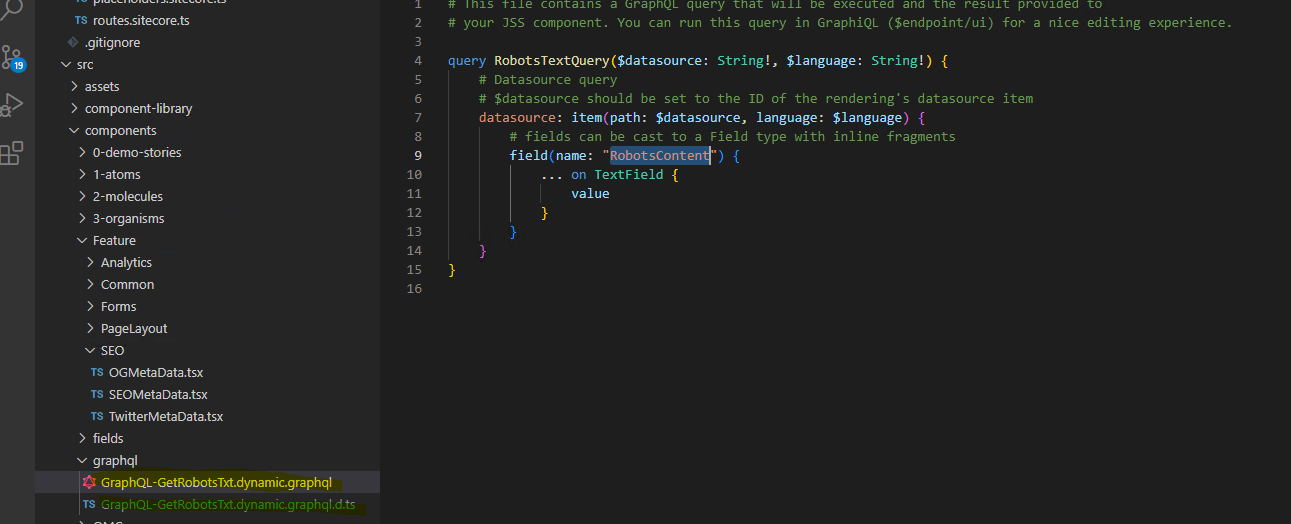 placeholders.sitecore.ts
TS routes.sitecore.ts
.gitignore
src
assets
component-library
components
0-demo-stories
1-atoms
2-molecules
3-organisms
Feature
Analytics
Common
Forms
PageLayout
SEO
TS OGMetaData.tsx
TS SEOMetaData.tsx
TS TwitterMetaData.tsx
fields
graphql
GraphQL-GetRobotsTxt.dynamic.graphql
TS GraphQL-GetRobotsTxt.dynamic.graphql.d.ts
19
1 # This file contains a GraphQL query that will be executed and the result provided to
2 # your JSS component. You can run this query in GraphiQL ($endpoint/ui) for a nice editing experience.
3
4 query RobotsTextQuery($datasource: String!, $language: String!) {
5 # Datasource query
6 # $datasource should be set to the ID of the rendering's datasource item
7 datasource: item(path: $datasource, language: $language) {
8 # fields can be cast to a Field type with inline fragments
9 field(name: "RobotsContent") {
10 ... on TextField {
11 value
12 }
13 }
14 }
15 }
16